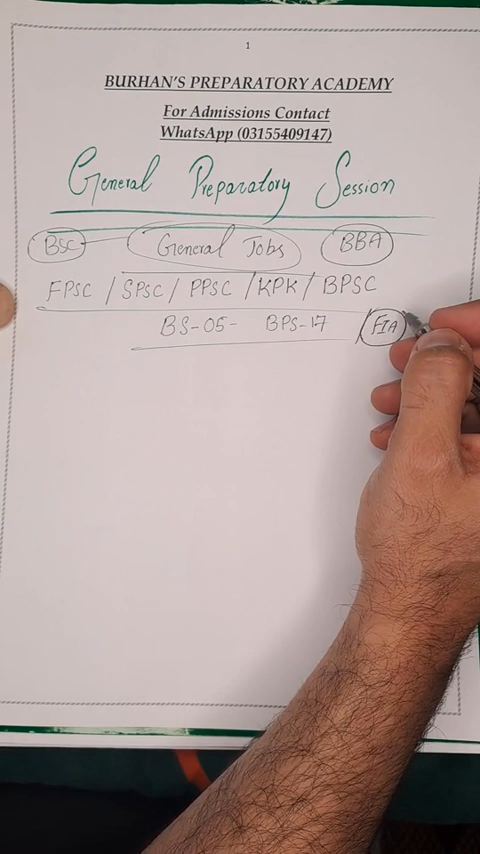 1
BURHAN'S PREPARATORY ACADEMY
For Admissions Contact
WhatsApp (03155409147)
General Preparatory Session
BSC General Jobs BBA
FPSC / SPSC / PPSC / KPK / BPSC
BS-05- BPS-17 FIA